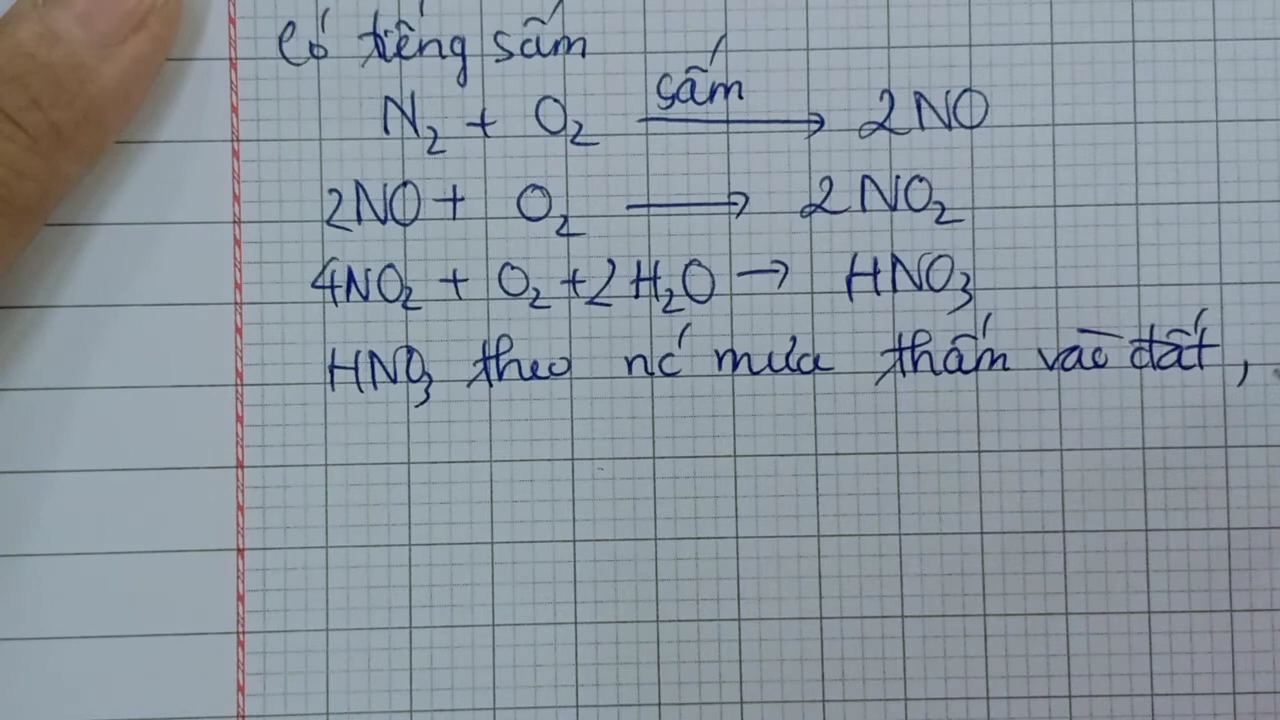 Có tiếng sấm
N₂ + O₂ —sấm→ 2NO
2NO + O₂ → 2NO₂
4NO₂ + O₂ + 2H₂O → HNO₃
HNO₃ theo nć mưa thấm vào đất,